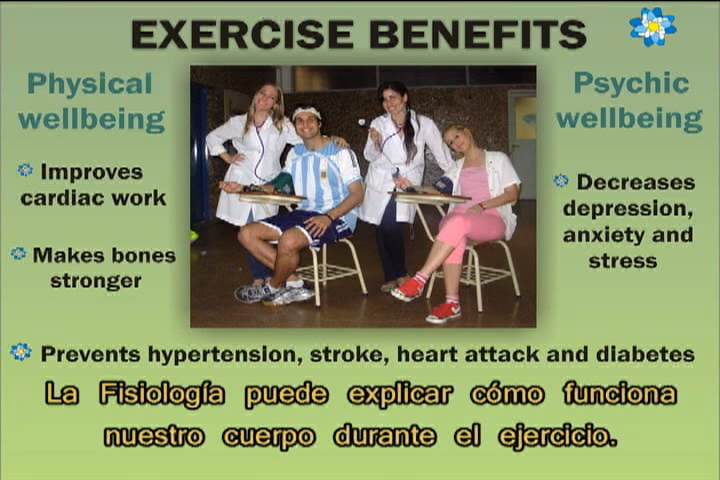 EXERCISE BENEFITS
Physical
wellbeing
Improves
cardiac work
Makes bones
stronger
Psychic
wellbeing
Decreases
depression,
anxiety and
stress
Prevents hypertension, stroke, heart attack and diabetes
La Fisiología puede explicar cómo funciona
nuestro cuerpo durante el ejercicio.